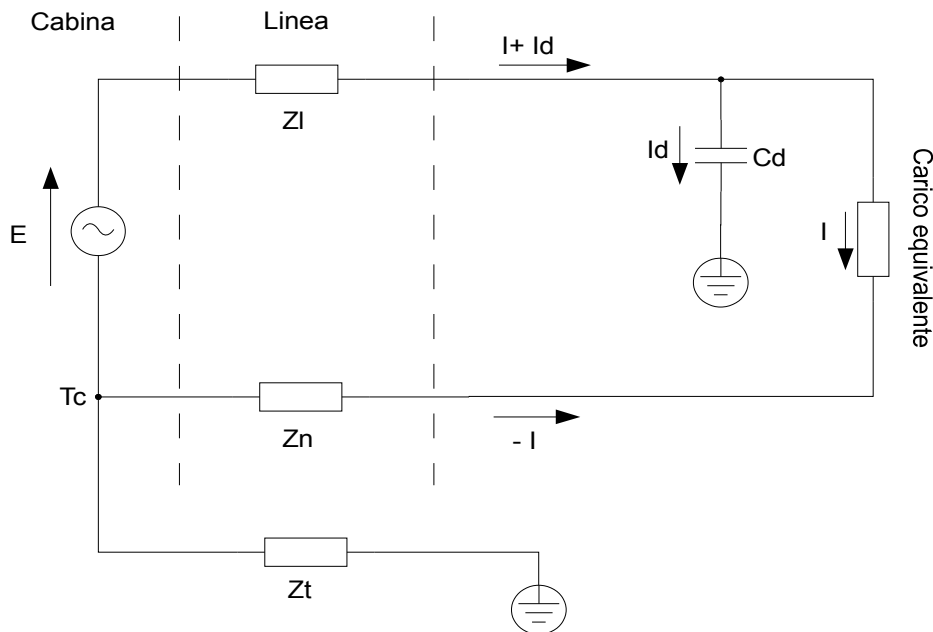 Cabina
Linea
I+ Id
Zl
Id
Cd
E
I
Carico equivalente
Tc
Zn
- I
Zt